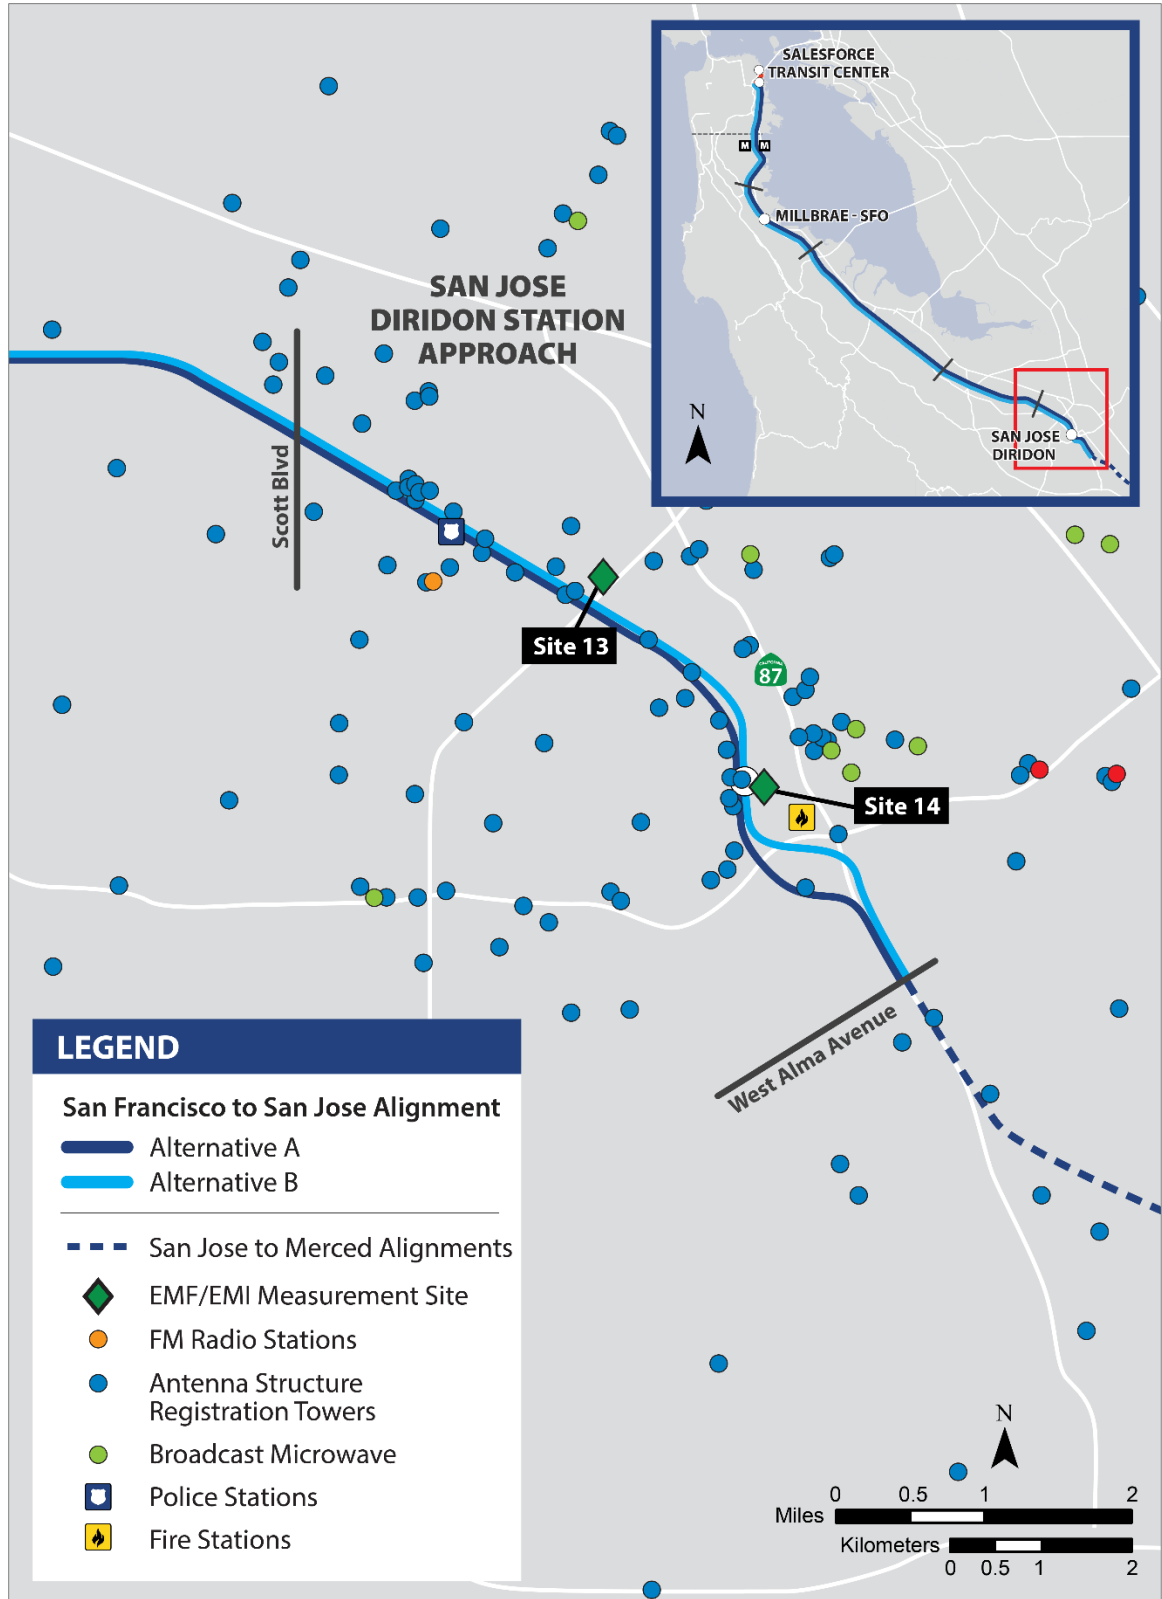 SALESFORCE
TRANSIT CENTER
M M
MILLBRAE - SFO
N
SAN JOSE
DIRIDON
SAN JOSE
DIRIDON STATION
APPROACH
Scott Blvd
Site 13
CALIFORNIA
87
Site 14
West Alma Avenue
LEGEND
San Francisco to San Jose Alignment
Alternative A
Alternative B
San Jose to Merced Alignments
EMF/EMI Measurement Site
FM Radio Stations
Antenna Structure
Registration Towers
Broadcast Microwave
Police Stations
Fire Stations
N
0 0.5 1 2
Miles
Kilometers
0 0.5 1 2